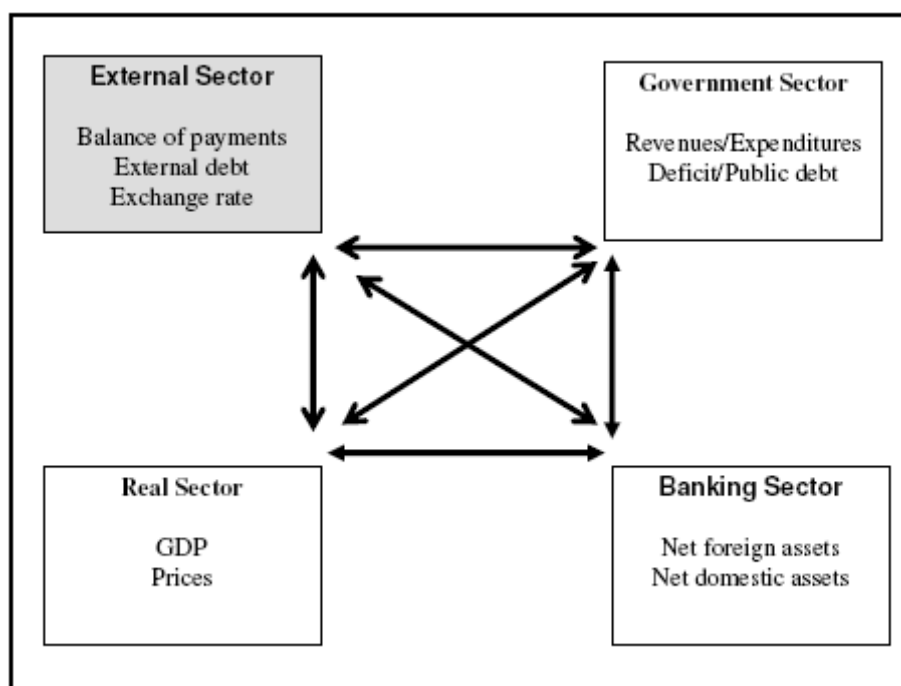 External Sector
Balance of payments
External debt
Exchange rate
Government Sector
Revenues/Expenditures
Deficit/Public debt
Real Sector
GDP
Prices
Banking Sector
Net foreign assets
Net domestic assets